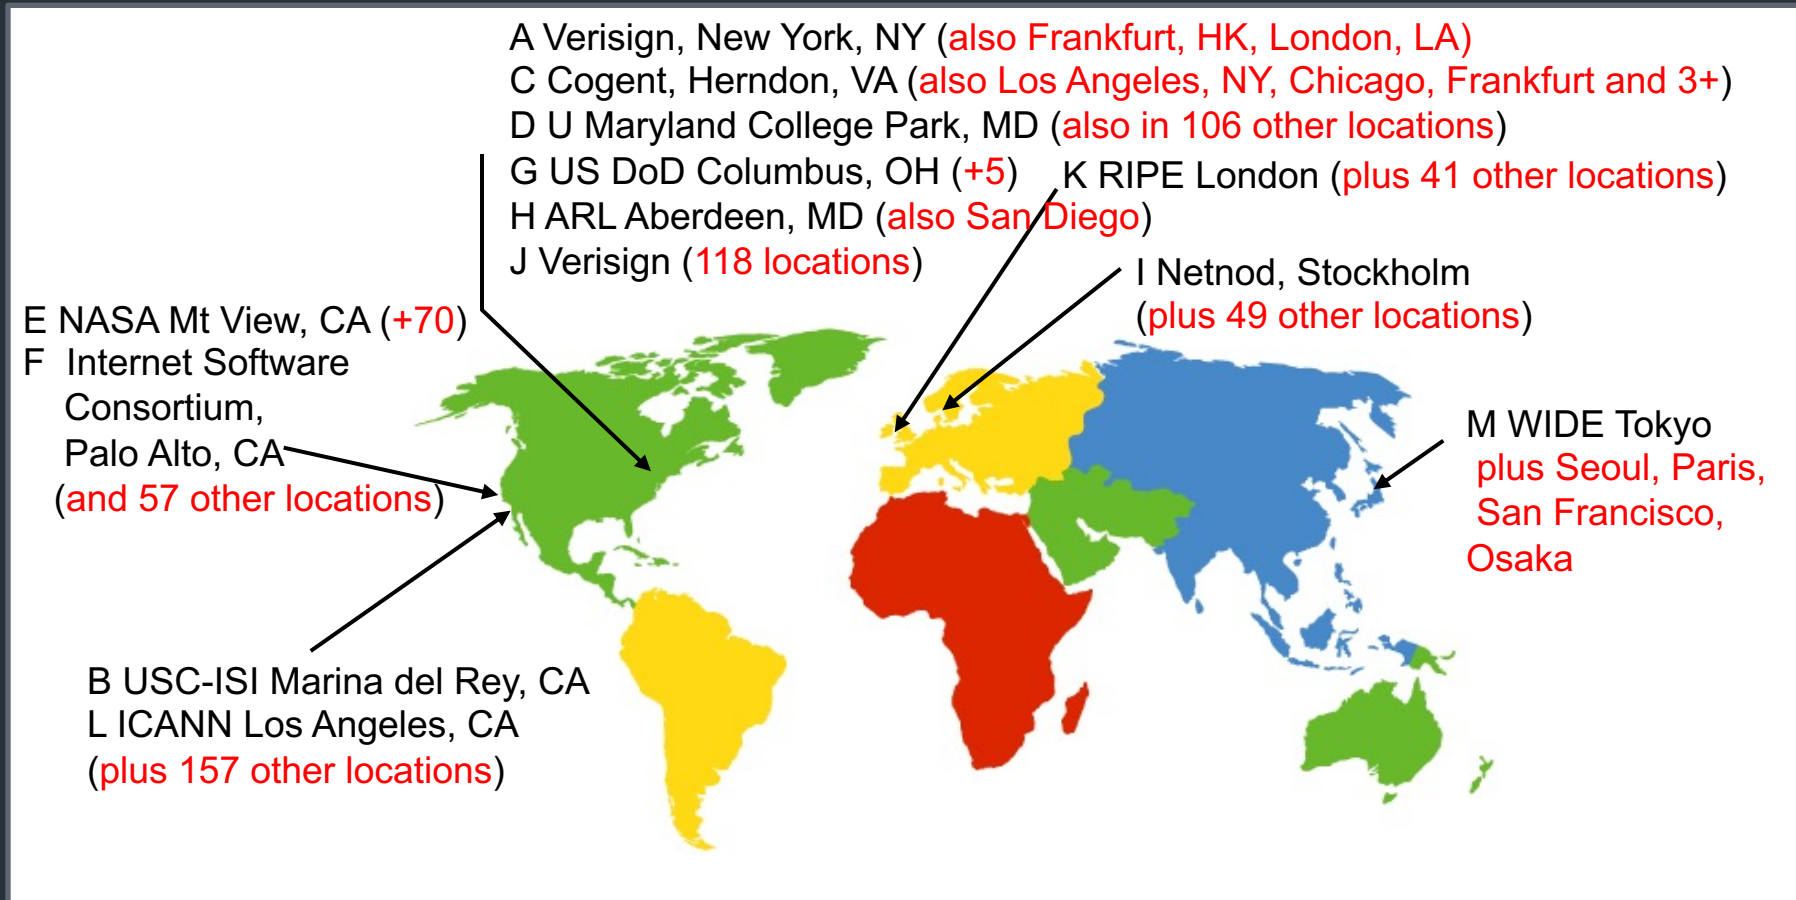 A Verisign, New York, NY (also Frankfurt, HK, London, LA)
C Cogent, Herndon, VA (also Los Angeles, NY, Chicago, Frankfurt and 3+)
D U Maryland College Park, MD (also in 106 other locations)
G US DoD Columbus, OH (+5)
H ARL Aberdeen, MD (also San Diego)
J Verisign (118 locations)
K RIPE London (plus 41 other locations)
I Netnod, Stockholm
(plus 49 other locations)
E NASA Mt View, CA (+70)
F Internet Software
Consortium,
Palo Alto, CA
(and 57 other locations)
M WIDE Tokyo
plus Seoul, Paris,
San Francisco,
Osaka
B USC-ISI Marina del Rey, CA
L ICANN Los Angeles, CA
(plus 157 other locations)